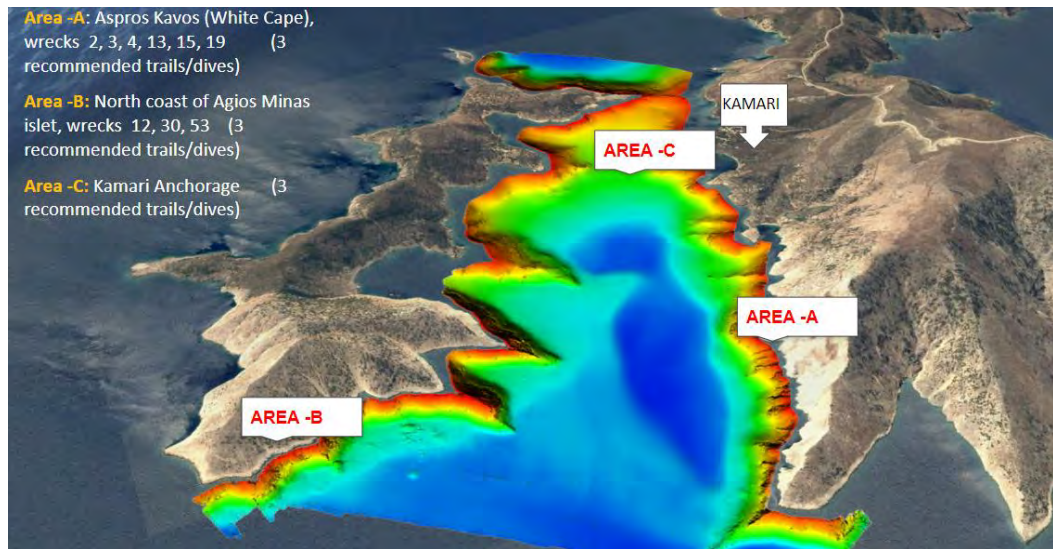 Area -A: Aspros Kavos (White Cape),
wrecks 2, 3, 4, 13, 15, 19 (3
recommended trails/dives)
Area -B: North coast of Agios Minas
islet, wrecks 12, 30, 53 (3
recommended trails/dives)
Area -C: Kamari Anchorage (3
recommended trails/dives)
KAMARI
AREA -C
AREA -A
AREA -B